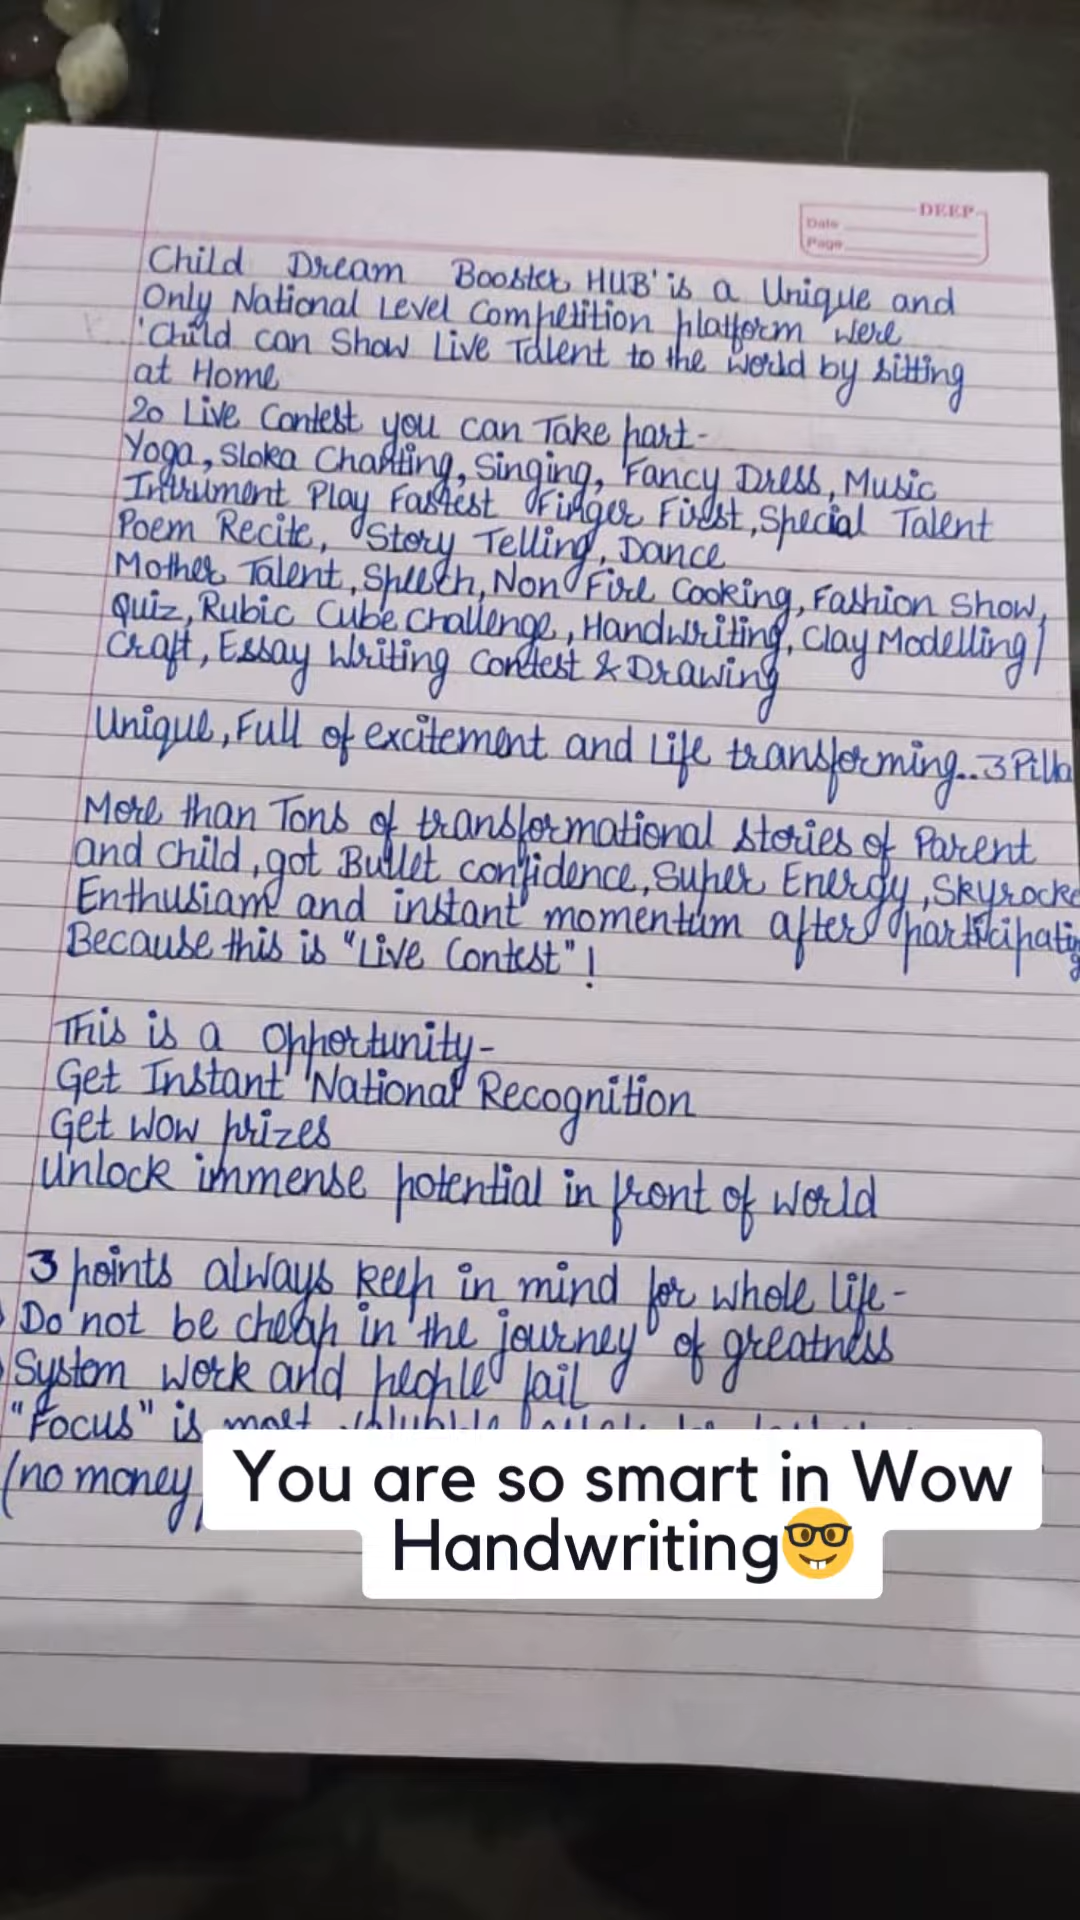 DEEP
Date
Page
Child Dream Booster HUB' is a Unique and
Only National Level Competition platform were
'Child can Show Live Talent to the world by sitting
at Home
20 Live Contest you can Take part-
Yoga, Sloka Chanting, Singing, Fancy Dress, Music
Intrument Play Fastest Finger First, Special Talent
Poem Recite, Story Telling, Dance
Mother Talent, Speech, Non Fire Cooking, Fashion Show,
Quiz, Rubic Cube Challenge, Handwriting, Clay Modelling/
Craft, Essay Writing Contest & Drawing
Unique, Full of excitement and Life transforming.. 3 Pilla
More than Tons of transformational stories of Parent
and Child, got Bullet confidence, Super Energy, Skyrocke
Enthusiam and instant momentum after participating
Because this is "Live Contest"!
This is a Opportunity-
Get Instant National Recognition
Get Wow prizes
Unlock immense potential in front of World
3 points always keep in mind for whole life-
Do not be cheap in the journey of greatness
System work and people fail
"Focus" is most
(no money
You are so smart in Wow
Handwriting🤓